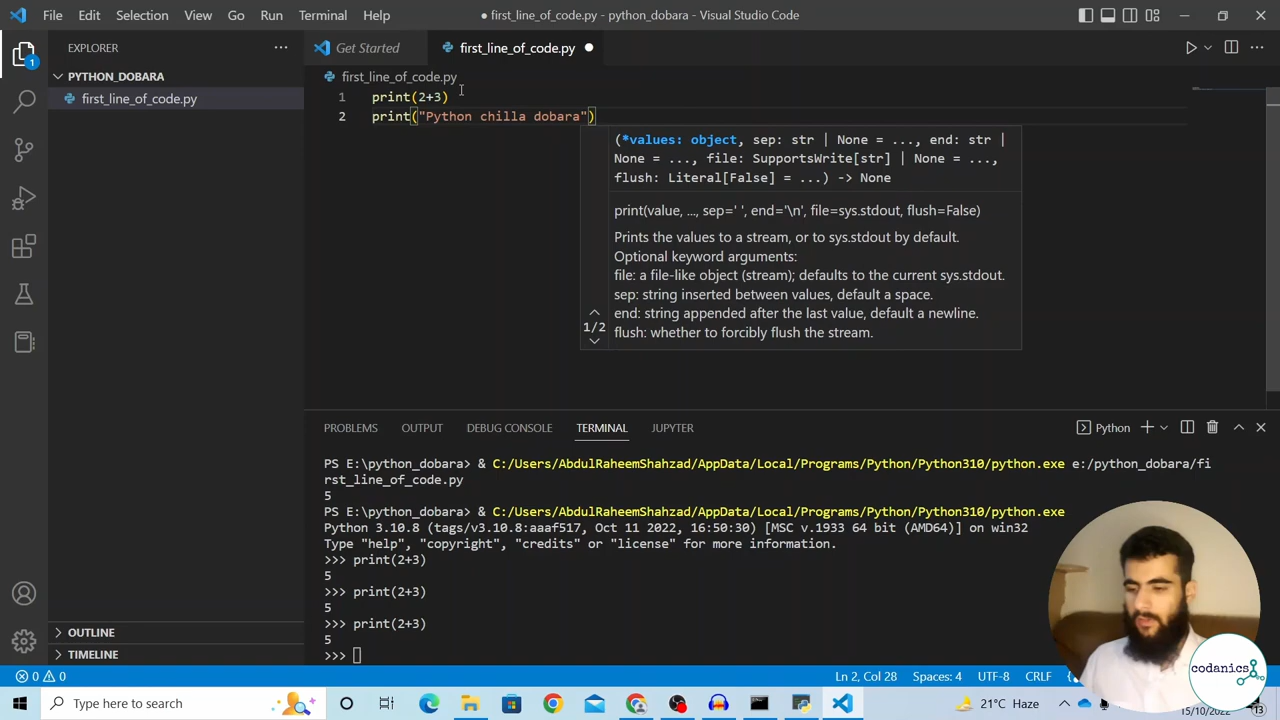 File Edit Selection View Go Run Terminal Help
● first_line_of_code.py - python_dobara - Visual Studio Code
EXPLORER
Get Started
first_line_of_code.py
PYTHON_DOBARA
first_line_of_code.py
first_line_of_code.py
1 print(2+3)
2 print("Python chilla dobara")
(*values: object, sep: str | None = ..., end: str |
None = ..., file: SupportsWrite[str] | None = ...,
flush: Literal[False] = ...) -> None
print(value, ..., sep=' ', end='\n', file=sys.stdout, flush=False)
Prints the values to a stream, or to sys.stdout by default.
Optional keyword arguments:
file: a file-like object (stream); defaults to the current sys.stdout.
sep: string inserted between values, default a space.
end: string appended after the last value, default a newline.
flush: whether to forcibly flush the stream.
1/2
PROBLEMS OUTPUT DEBUG CONSOLE TERMINAL JUPYTER
Python
PS E:\python_dobara> & C:/Users/AbdulRaheemShahzad/AppData/Local/Programs/Python/Python310/python.exe e:/python_dobara/fi
rst_line_of_code.py
5
PS E:\python_dobara> & C:/Users/AbdulRaheemShahzad/AppData/Local/Programs/Python/Python310/python.exe
Python 3.10.8 (tags/v3.10.8:aaaf517, Oct 11 2022, 16:50:30) [MSC v.1933 64 bit (AMD64)] on win32
Type "help", "copyright", "credits" or "license" for more information.
>>> print(2+3)
5
>>> print(2+3)
5
>>> print(2+3)
5
>>>
1
OUTLINE
TIMELINE
0 0
Ln 2, Col 28 Spaces: 4 UTF-8 CRLF
codanics
Type here to search
21°C Haze
15/10/2022
13